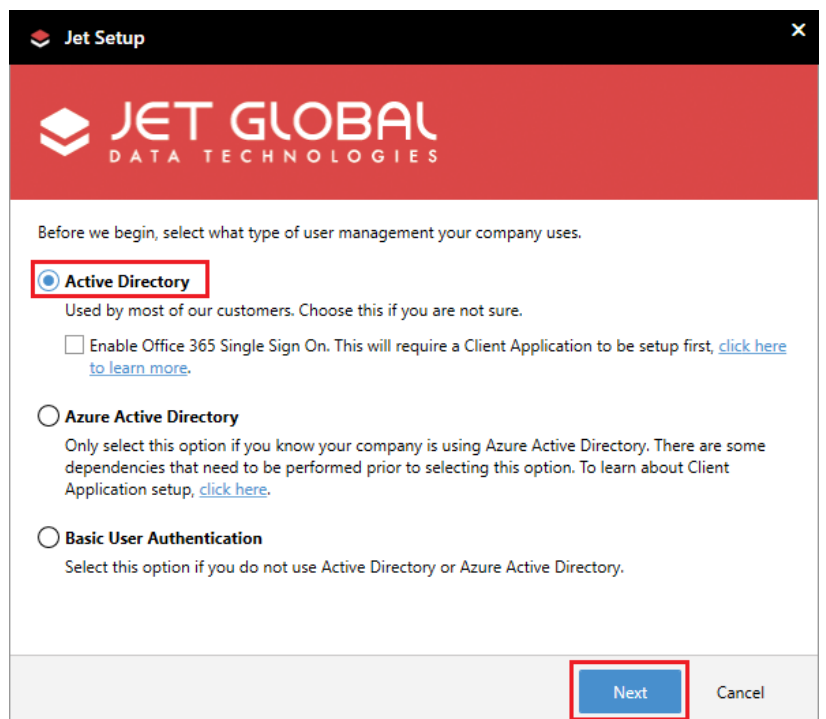 Jet Setup
JET GLOBAL
DATA TECHNOLOGIES
Before we begin, select what type of user management your company uses.
Active Directory
Used by most of our customers. Choose this if you are not sure.
Enable Office 365 Single Sign On. This will require a Client Application to be setup first, click here
to learn more.
Azure Active Directory
Only select this option if you know your company is using Azure Active Directory. There are some
dependencies that need to be performed prior to selecting this option. To learn about Client
Application setup, click here.
Basic User Authentication
Select this option if you do not use Active Directory or Azure Active Directory.
Next Cancel